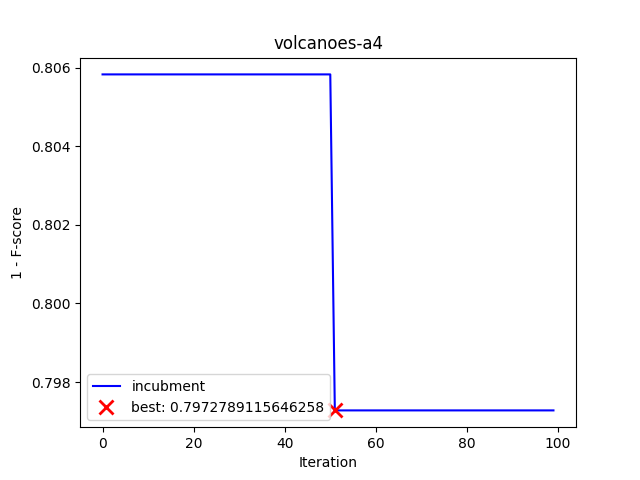 volcanoes-a4
0.806
0.804
0.802
0.800
0.798
1 - F-score
incubment
best: 0.7972789115646258
0 20 40 60 80 100
Iteration